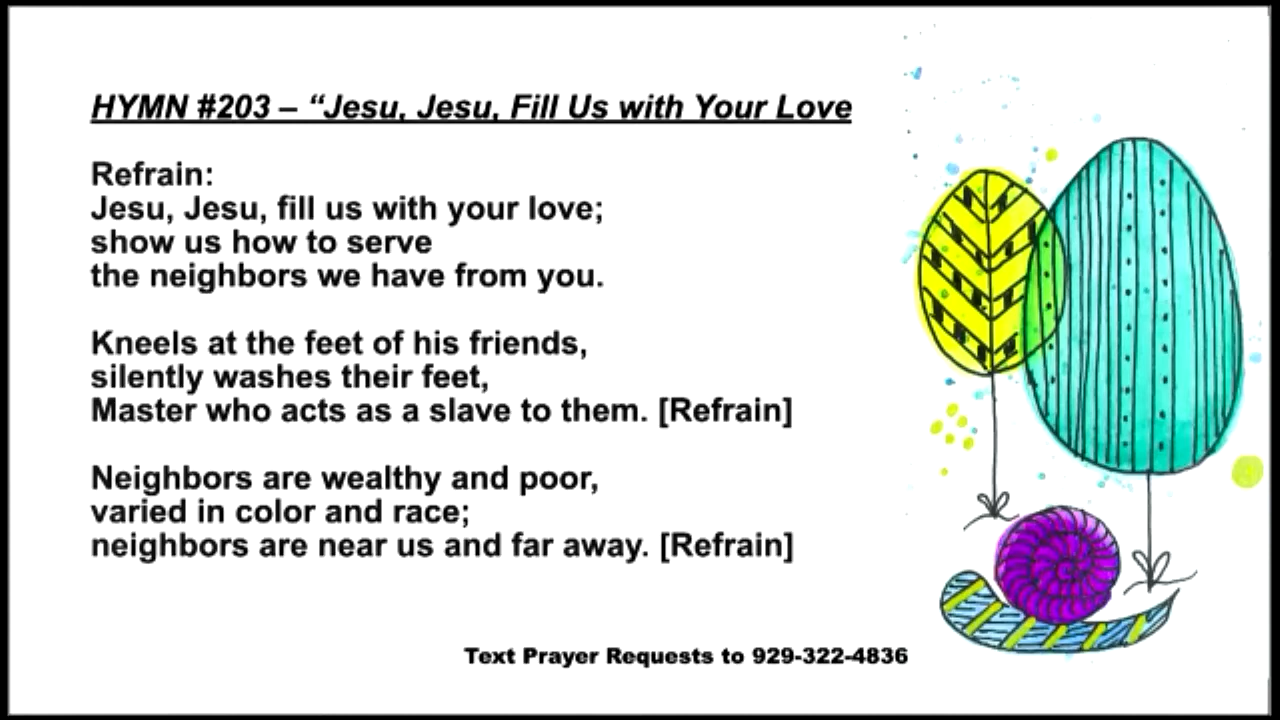 HYMN #203 – “Jesu, Jesu, Fill Us with Your Love
Refrain:
Jesu, Jesu, fill us with your love;
show us how to serve
the neighbors we have from you.
Kneels at the feet of his friends,
silently washes their feet,
Master who acts as a slave to them. [Refrain]
Neighbors are wealthy and poor,
varied in color and race;
neighbors are near us and far away. [Refrain]
Text Prayer Requests to 929-322-4836